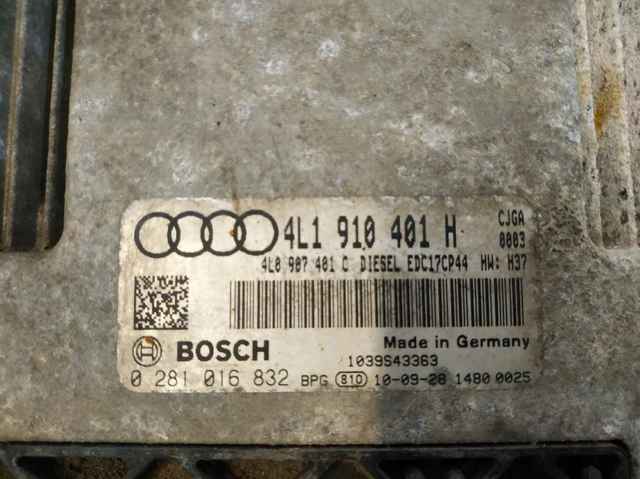 4L1 910 401 H
CJGA
0003
4L0 907 401 C DIESEL EDC17CP44 HW: H37
BOSCH
Made in Germany
1039S43363
0 281 016 832 BPG 810 10-09-28 1480 0025